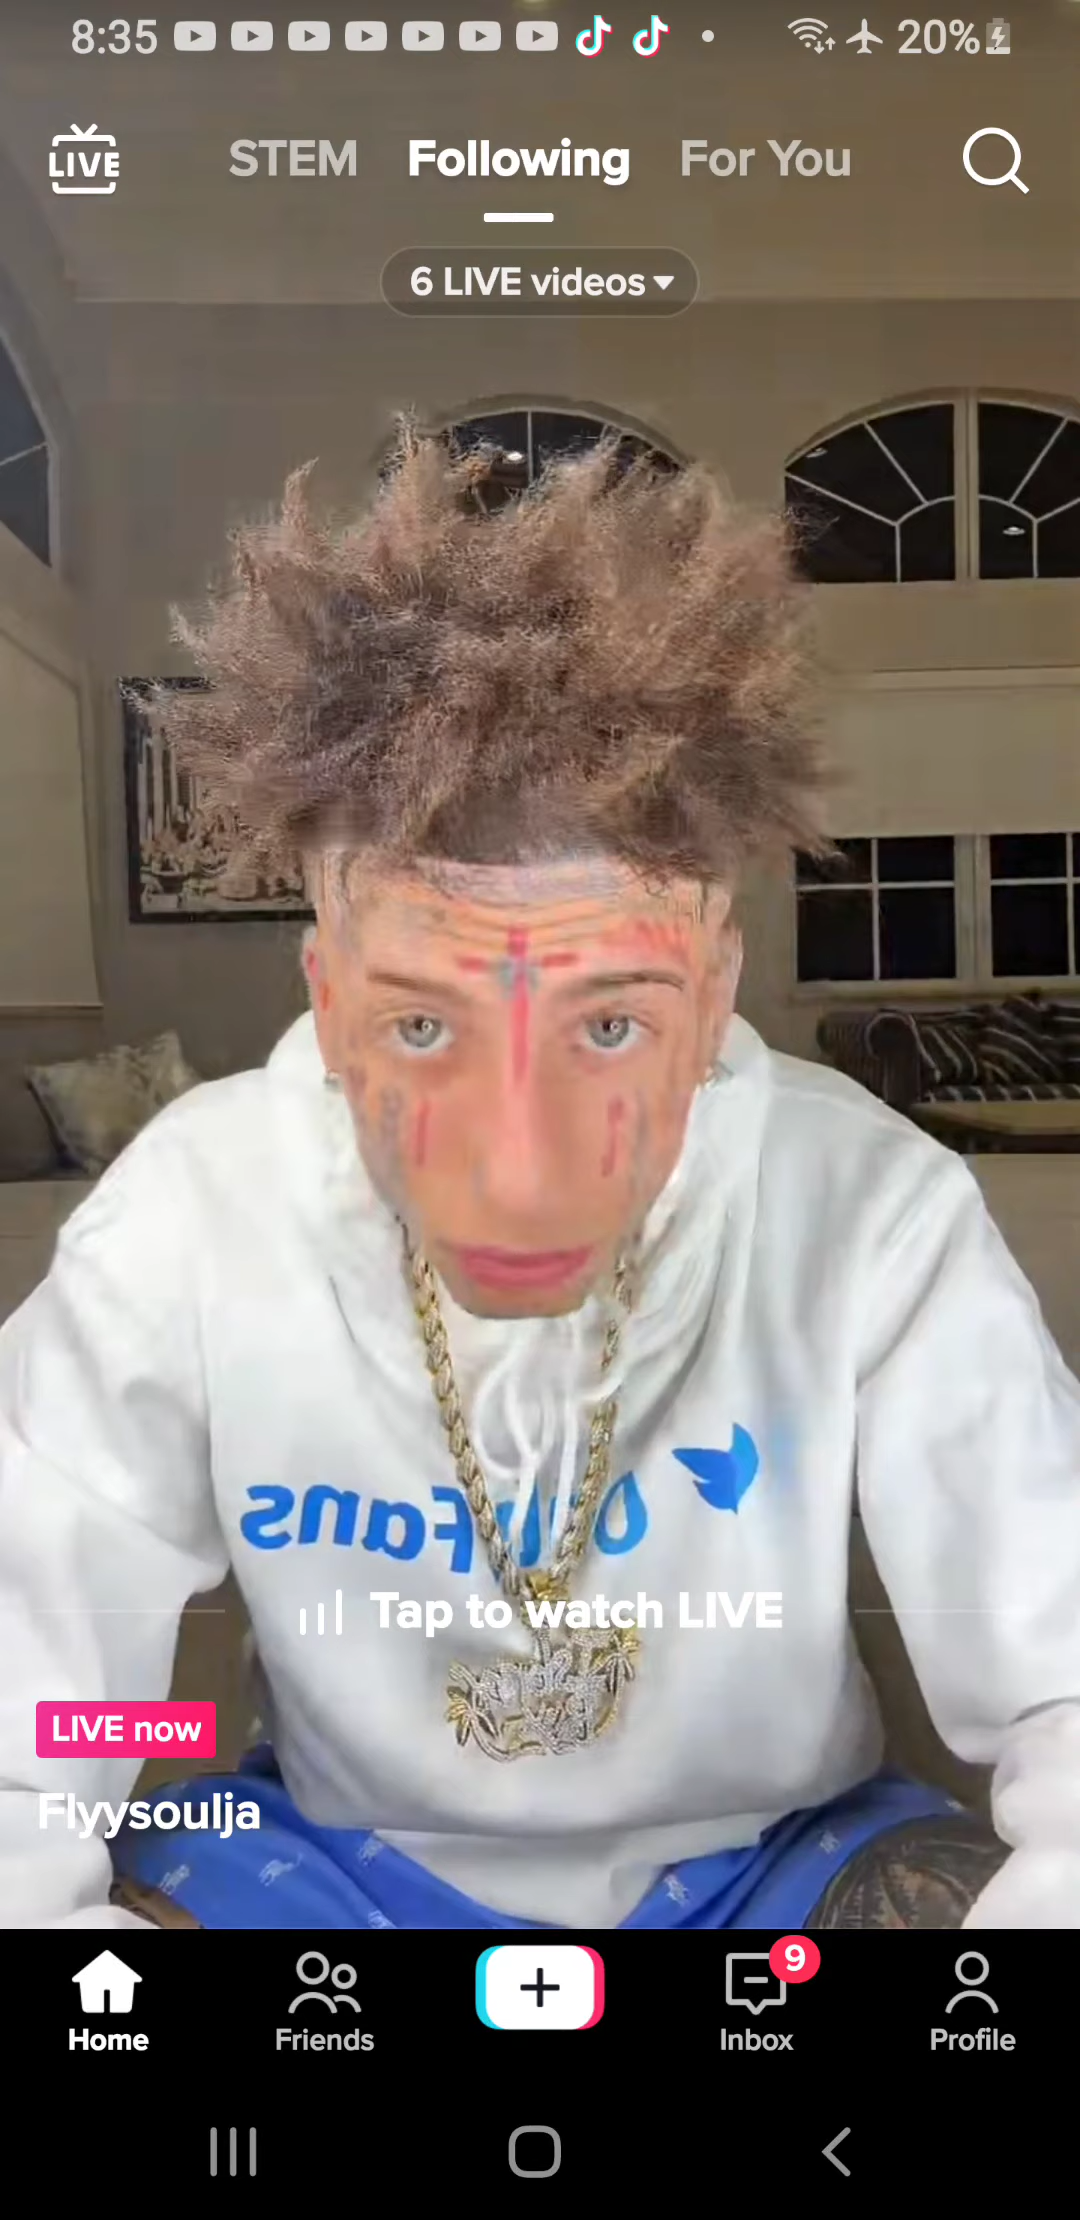 8:35 20%
LIVE STEM Following For You
6 LIVE videos
OnlyFans
Tap to watch LIVE
LIVE now
Flyysoulja
9
Home Friends Inbox Profile